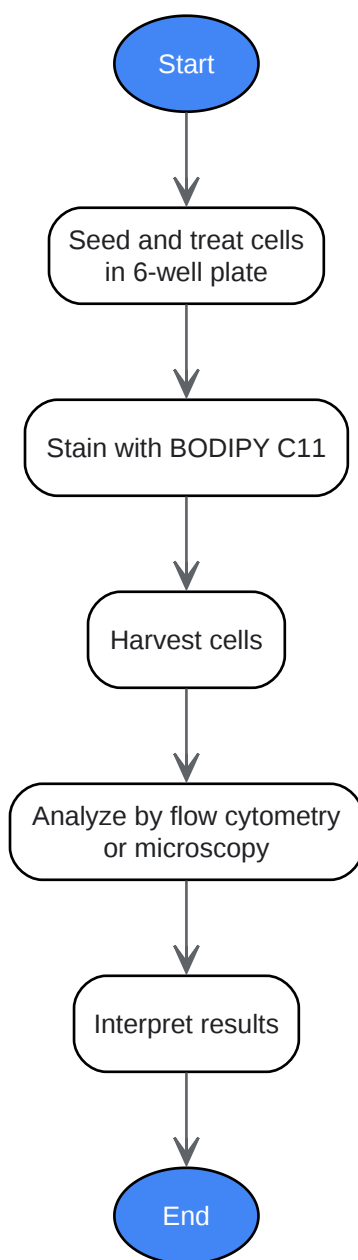 Start
Seed and treat cells
in 6-well plate
Stain with BODIPY C11
Harvest cells
Analyze by flow cytometry
or microscopy
Interpret results
End